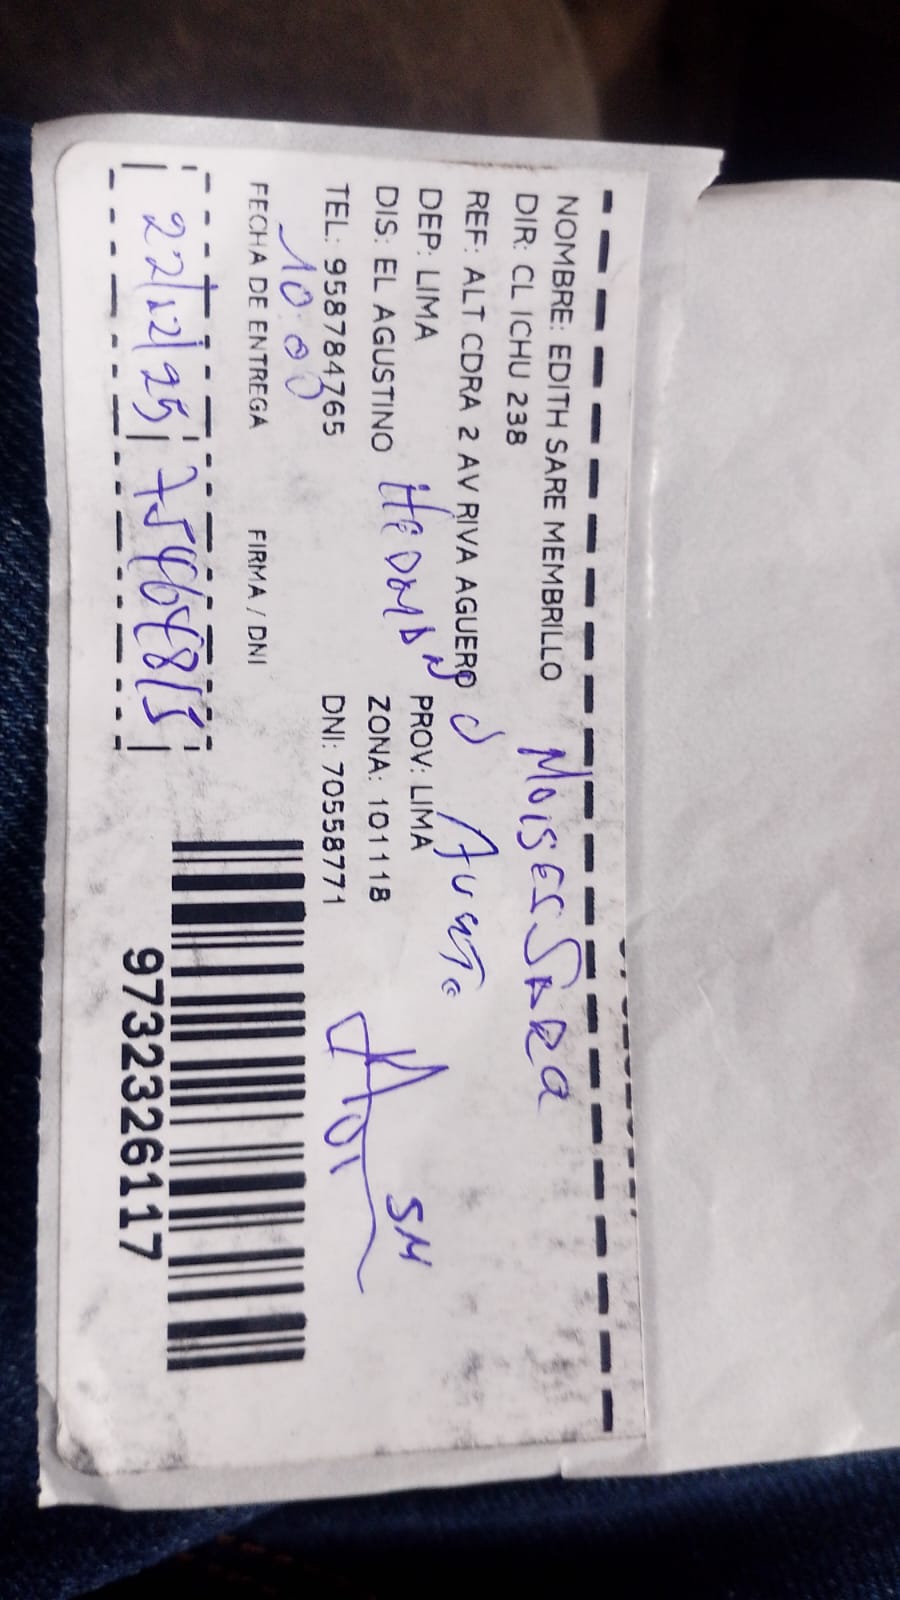 NOMBRE: EDITH SARE MEMBRILLO
Moises Sara
DIR: CL ICHU 238
REF: ALT CDRA 2 AV RIVA AGUERO
DEP: LIMA PROV: LIMA
DIS: EL AGUSTINO ZONA: 101118
SM
TEL: 958784765 DNI: 70558771
10:00
FECHA DE ENTREGA FIRMA / DNI
22/12/25
9732326117